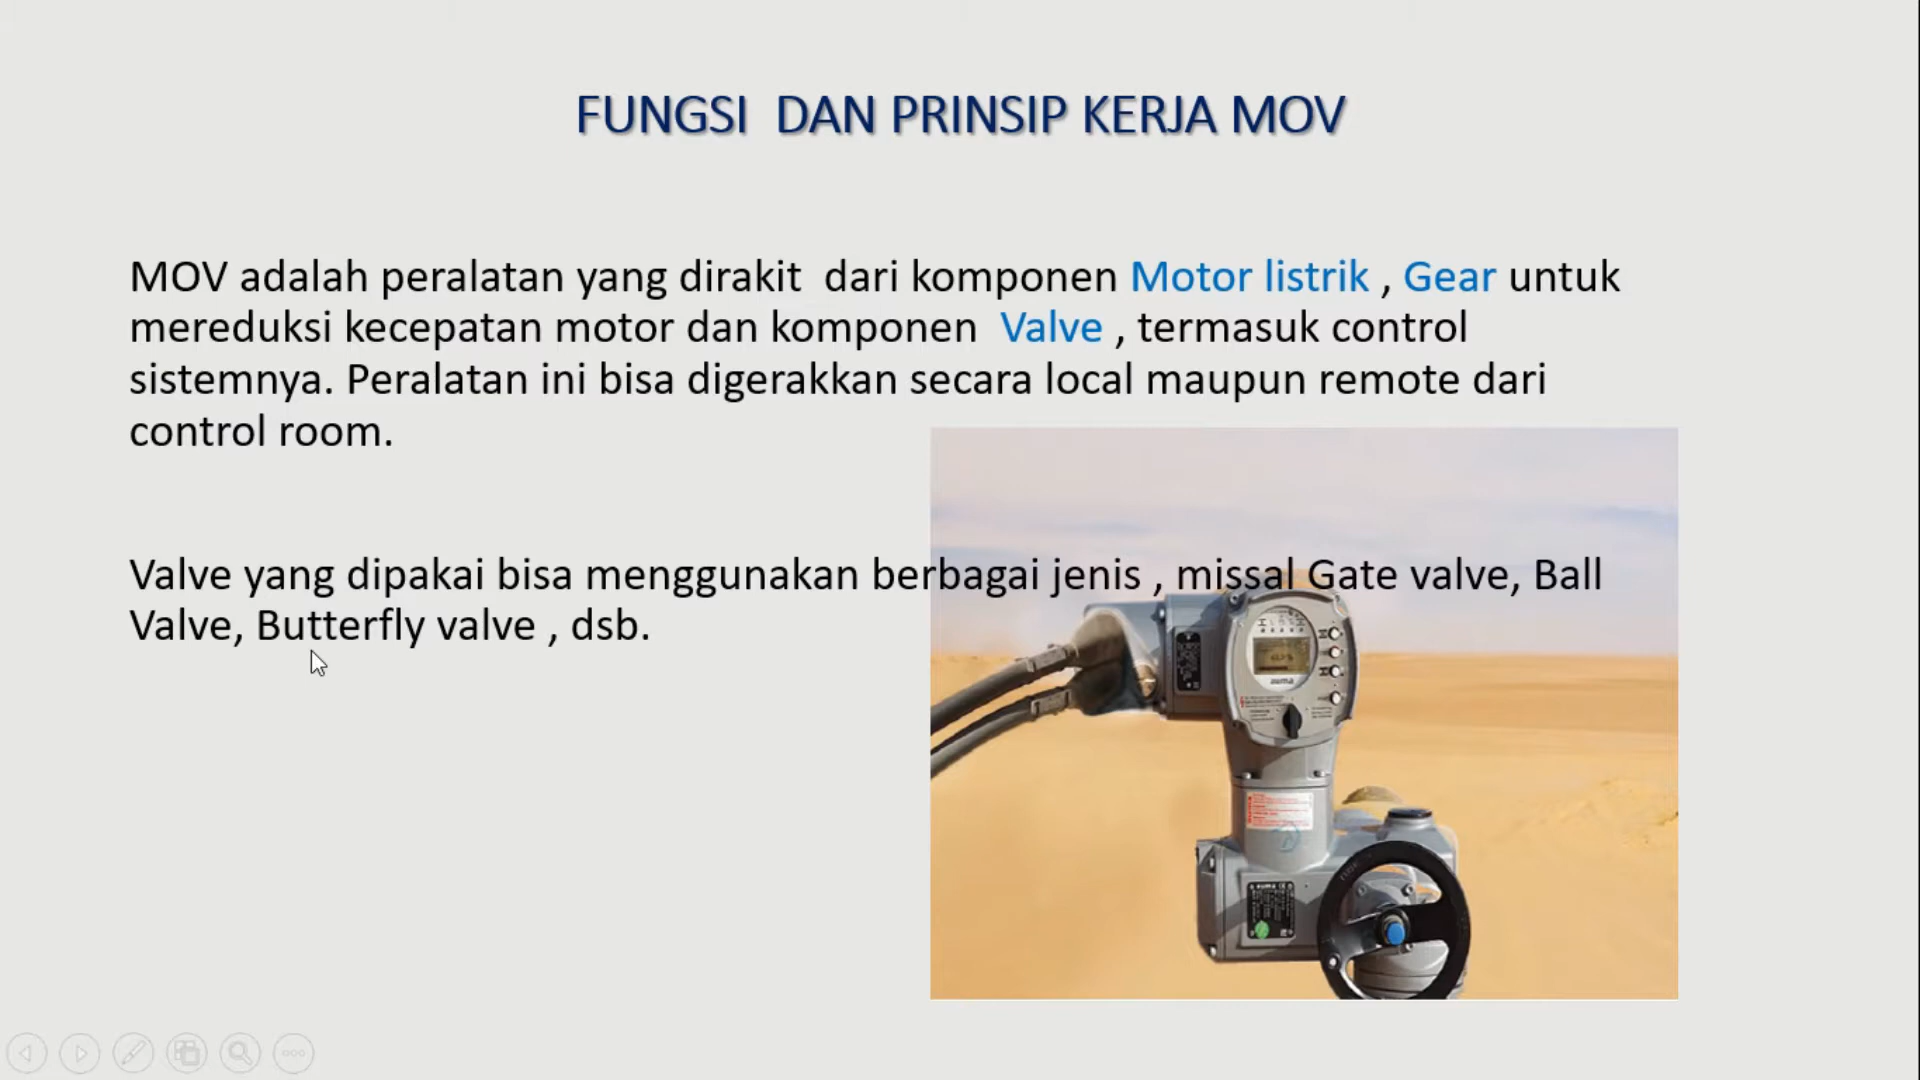 FUNGSI DAN PRINSIP KERJA MOV
MOV adalah peralatan yang dirakit dari komponen Motor listrik , Gear untuk
mereduksi kecepatan motor dan komponen Valve , termasuk control
sistemnya. Peralatan ini bisa digerakkan secara local maupun remote dari
control room.
Valve yang dipakai bisa menggunakan berbagai jenis , missal Gate valve, Ball
Valve, Butterfly valve , dsb.
auma
auma